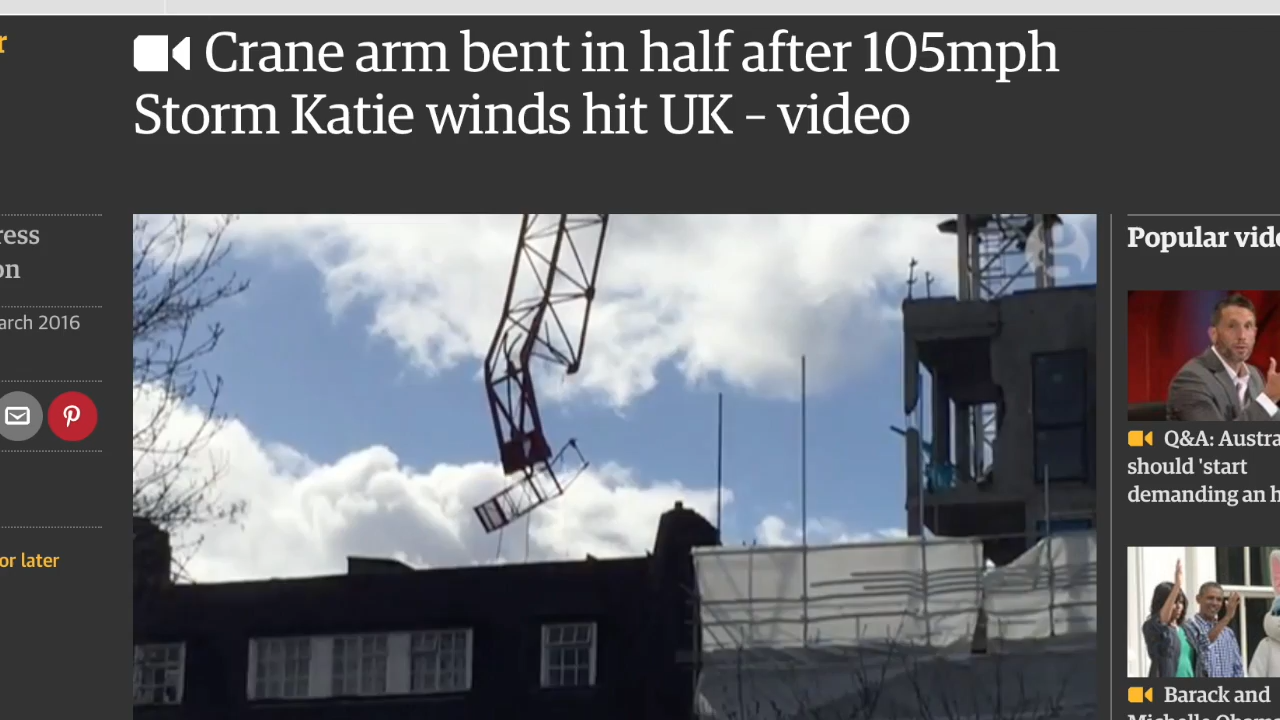 Crane arm bent in half after 105mph
Storm Katie winds hit UK – video
ress
on
arch 2016
or later
Popular vide
Q&A: Austra
should 'start
demanding an h
Barack and